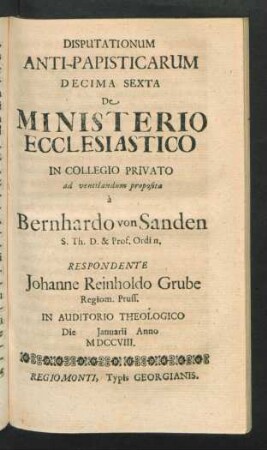 DISPUTATIONUM
ANTI-PAPISTICARUM
DECIMA SEXTA
De
MINISTERIO
ECCLESIASTICO
IN COLLEGIO PRIVATO
ad ventilandum proposita
à
Bernhardo von Sanden
S. Th. D. & Prof. Ordin,
RESPONDENTE
Johanne Reinholdo Grube
Regiom. Pruss.
IN AUDITORIO THEOLOGICO
Die Januarii Anno
MDCCVIII.
REGIOMONTI, Typis GEORGIANIS.